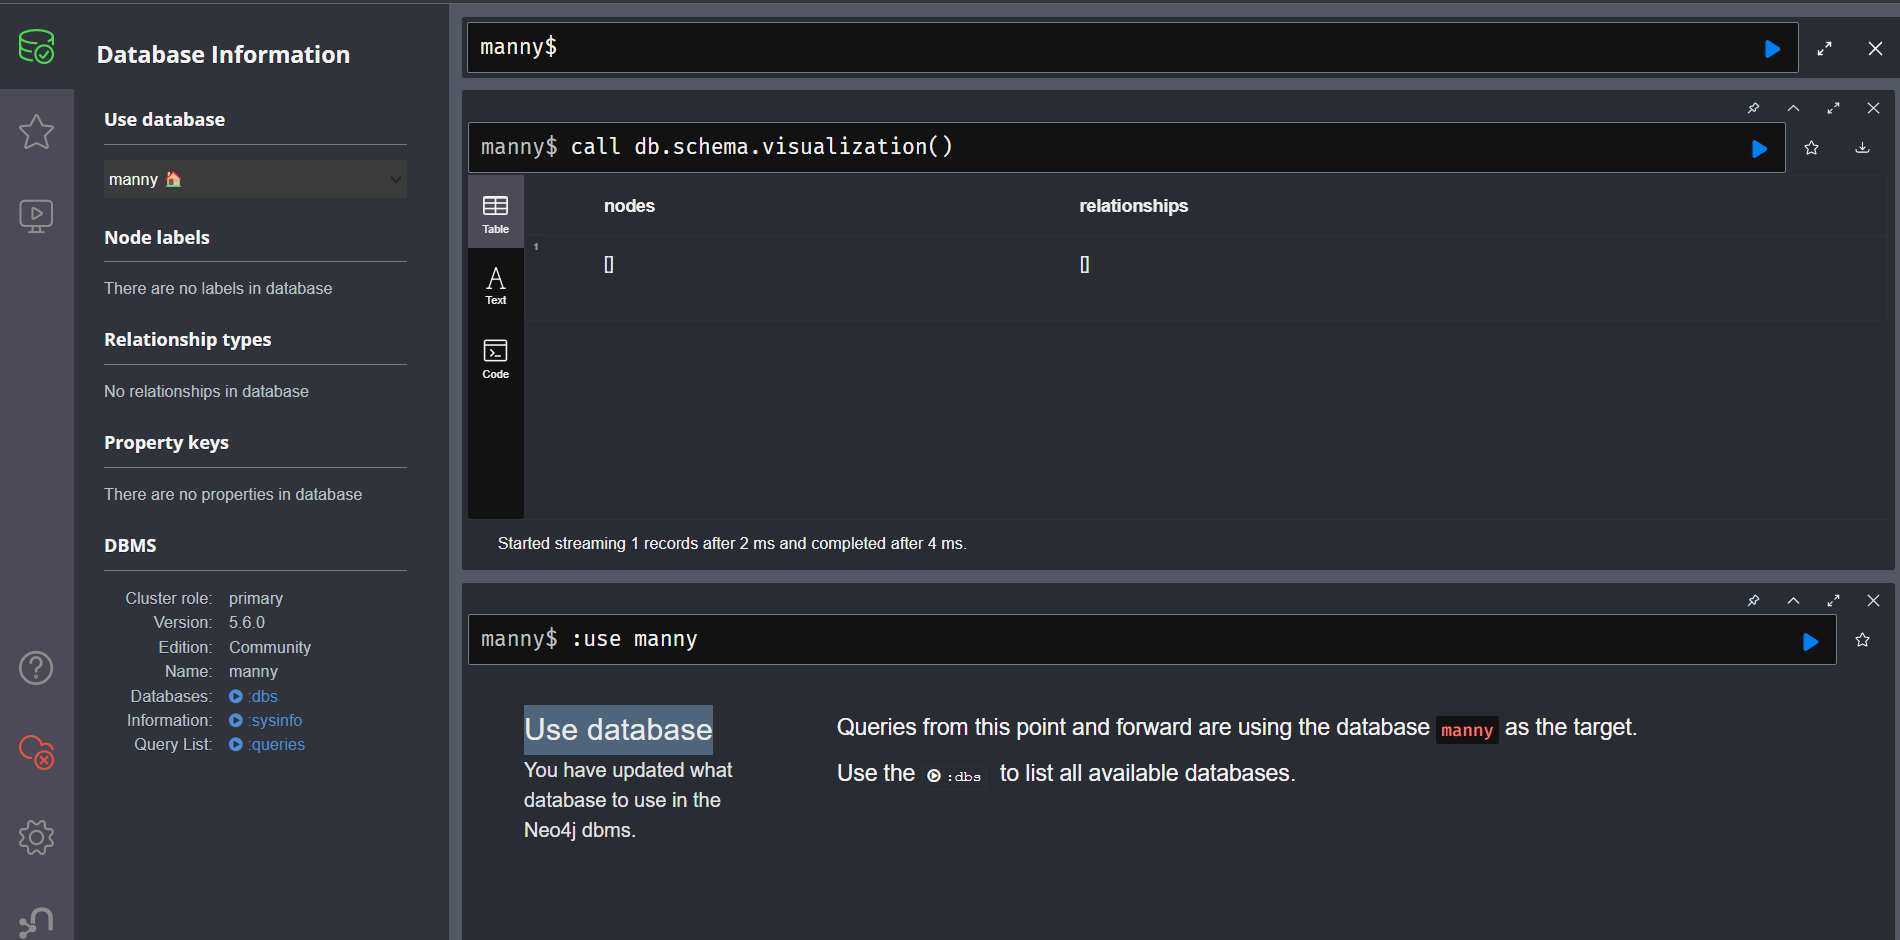 Database Information
Use database
manny
Node labels
There are no labels in database
Relationship types
No relationships in database
Property keys
There are no properties in database
DBMS
Cluster role: primary
Version: 5.6.0
Edition: Community
Name: manny
Databases: :dbs
Information: :sysinfo
Query List: :queries
manny$
manny$ call db.schema.visualization()
Table
Text
Code
nodes relationships
1
[] []
Started streaming 1 records after 2 ms and completed after 4 ms.
manny$ :use manny
Use database
You have updated what
database to use in the
Neo4j dbms.
Queries from this point and forward are using the database manny as the target.
Use the :dbs to list all available databases.